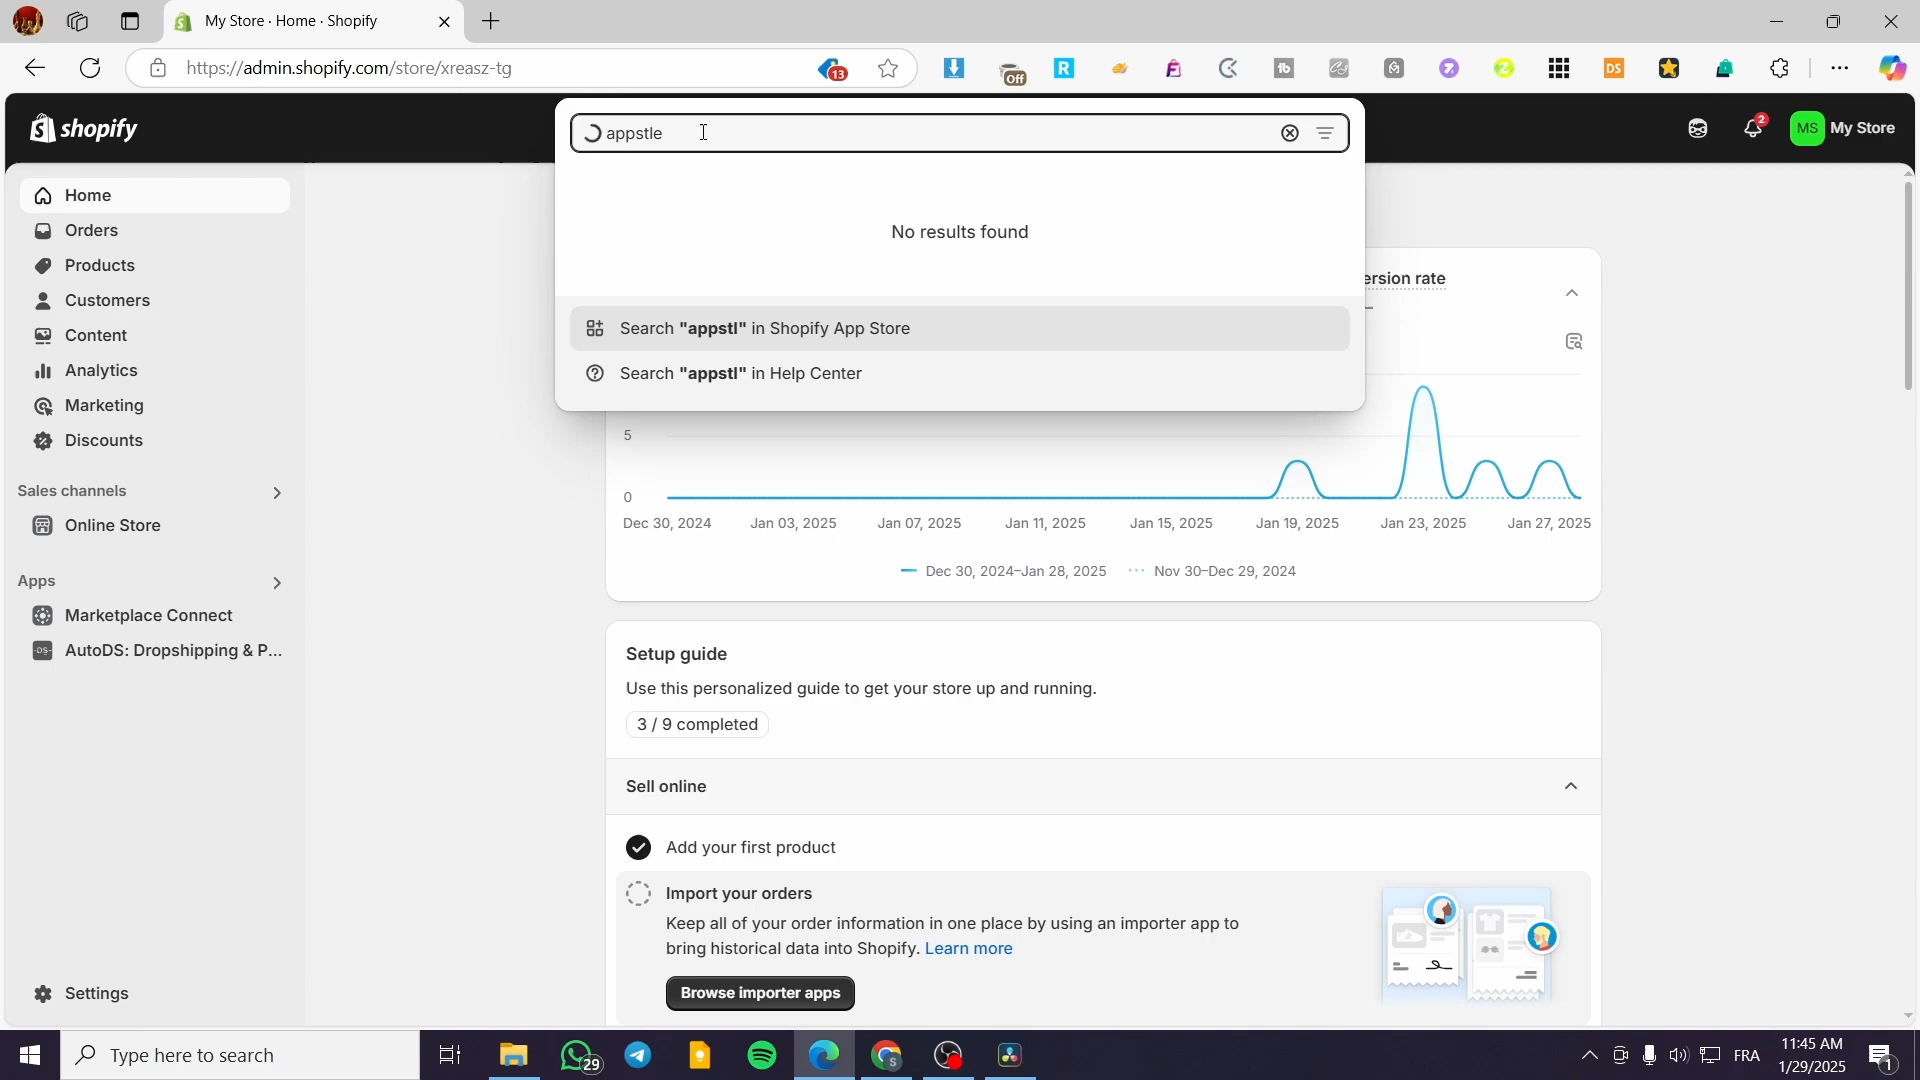 My Store · Home · Shopify
https://admin.shopify.com/store/xreasz-tg
13
Off
R
tb
DS
shopify
appstle
2
MS My Store
No results found
Search "appstl" in Shopify App Store
Search "appstl" in Help Center
Home
Orders
Products
Customers
Content
Analytics
Marketing
Discounts
Sales channels
Online Store
Apps
Marketplace Connect
AutoDS: Dropshipping & P...
Settings
ersion rate
5
0
Dec 30, 2024 Jan 03, 2025 Jan 07, 2025 Jan 11, 2025 Jan 15, 2025 Jan 19, 2025 Jan 23, 2025 Jan 27, 2025
Dec 30, 2024–Jan 28, 2025 Nov 30–Dec 29, 2024
Setup guide
Use this personalized guide to get your store up and running.
3 / 9 completed
Sell online
Add your first product
Import your orders
Keep all of your order information in one place by using an importer app to
bring historical data into Shopify. Learn more
Browse importer apps
Type here to search
29
FRA
11:45 AM
1/29/2025
1